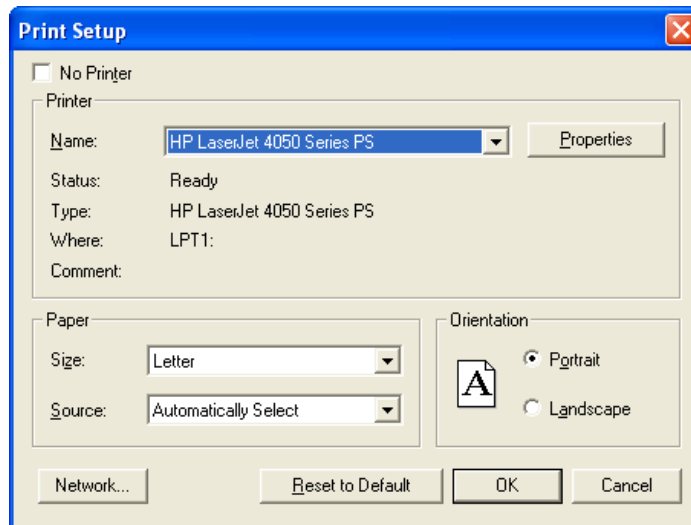 Print Setup
No Printer
Printer
Name: HP LaserJet 4050 Series PS Properties
Status: Ready
Type: HP LaserJet 4050 Series PS
Where: LPT1:
Comment:
Paper Orientation
Size: Letter A Portrait
Source: Automatically Select Landscape
Network... Reset to Default OK Cancel